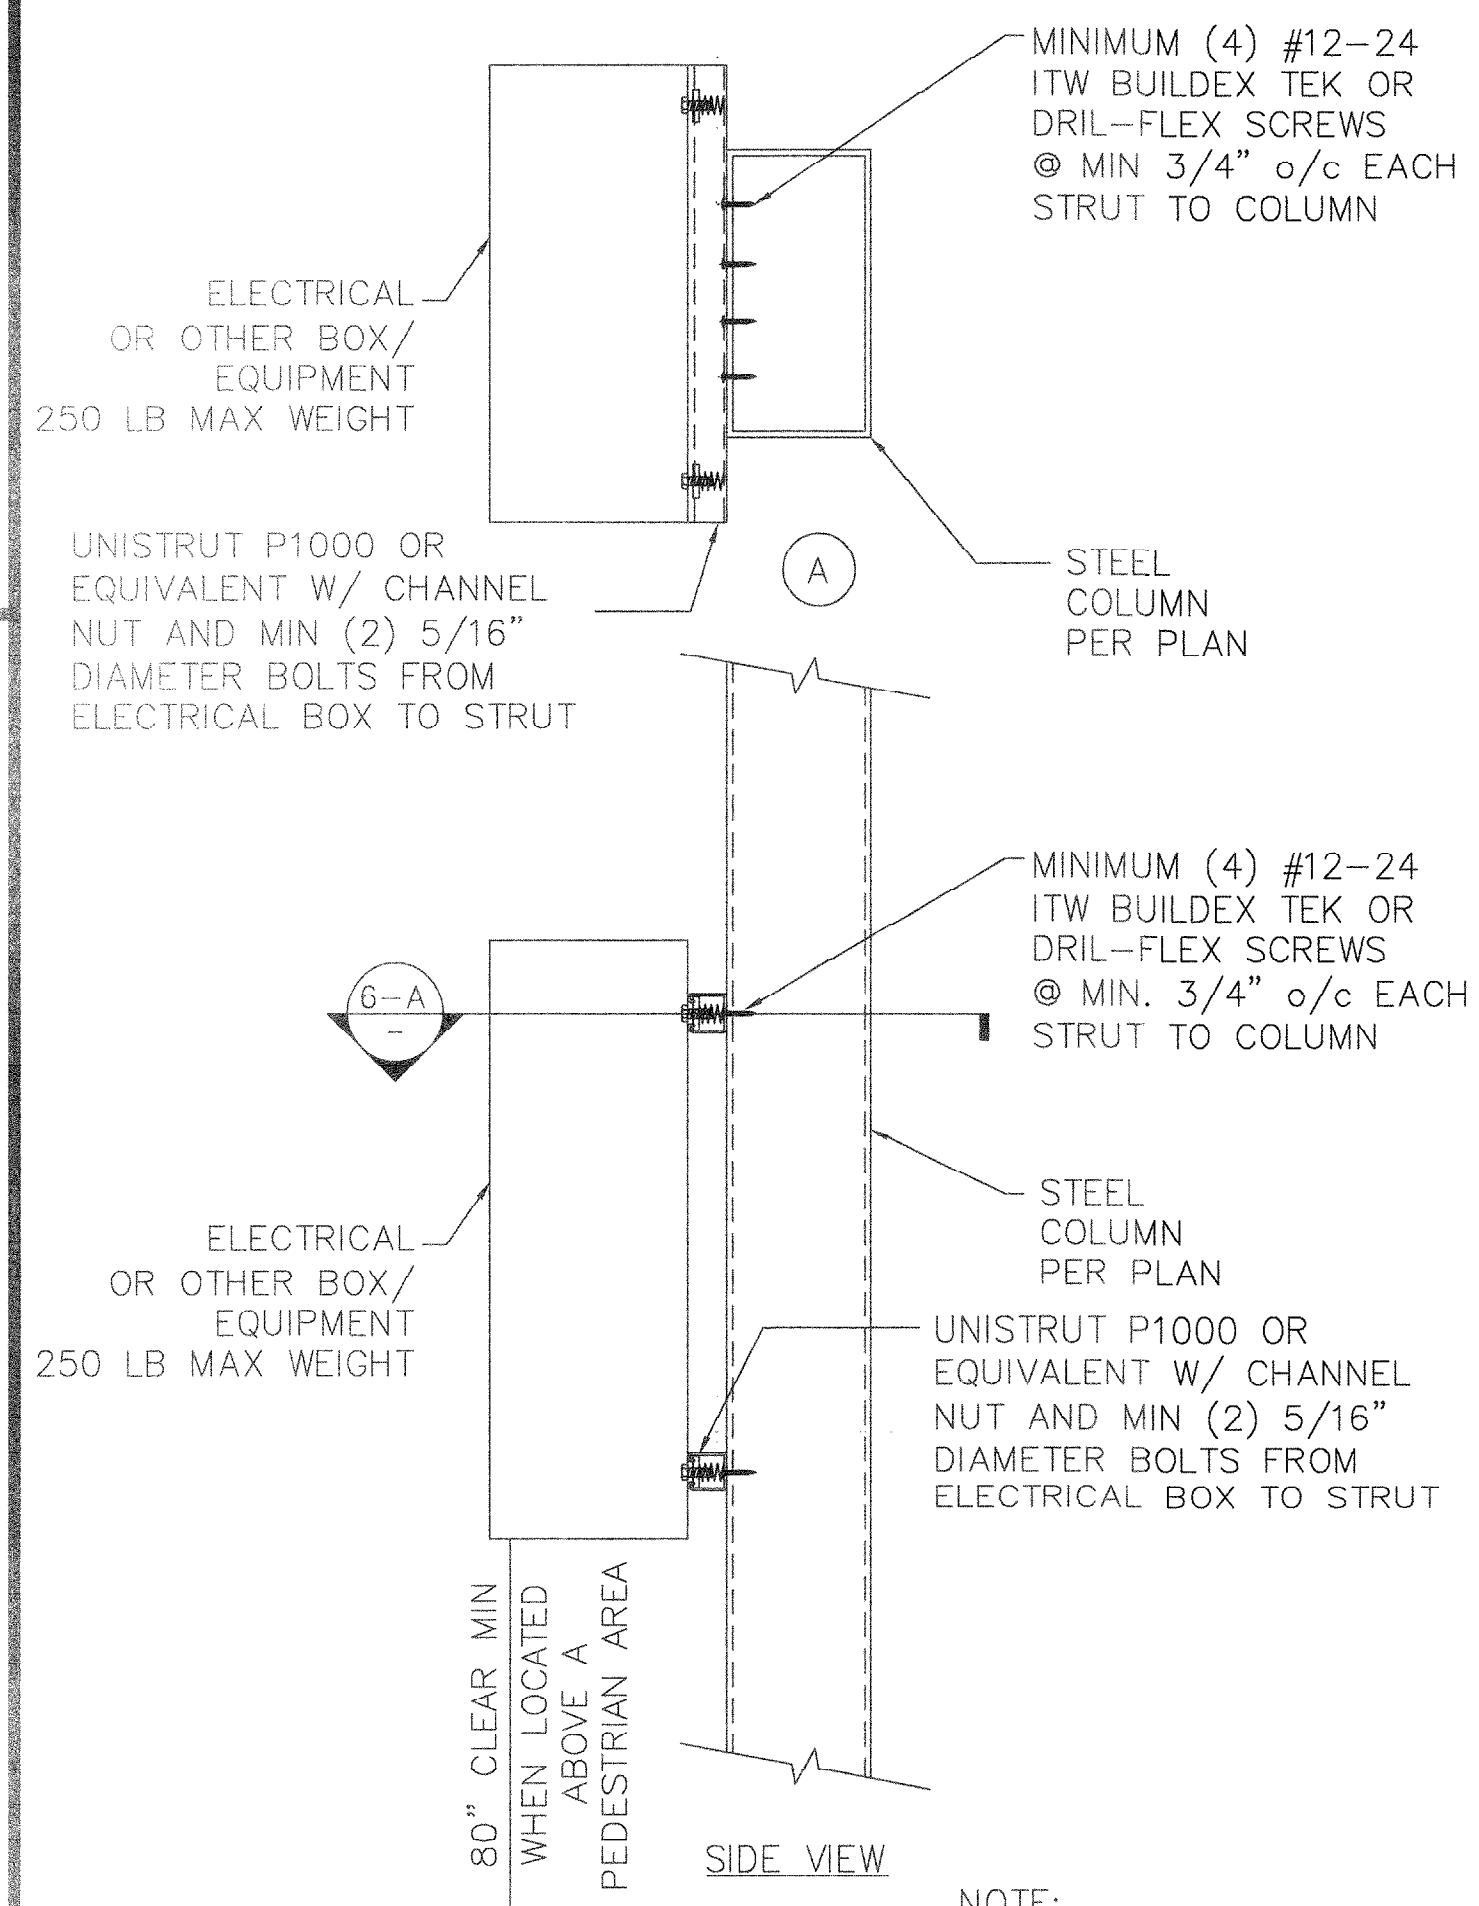 MINIMUM (4) #12-24
ITW BUILDEX TEK OR
DRIL-FLEX SCREWS
@ MIN 3/4" o/c EACH
STRUT TO COLUMN
ELECTRICAL
OR OTHER BOX/
EQUIPMENT
250 LB MAX WEIGHT
UNISTRUT P1000 OR
EQUIVALENT W/ CHANNEL
NUT AND MIN (2) 5/16"
DIAMETER BOLTS FROM
ELECTRICAL BOX TO STRUT
A
STEEL
COLUMN
PER PLAN
MINIMUM (4) #12-24
ITW BUILDEX TEK OR
DRIL-FLEX SCREWS
@ MIN. 3/4" o/c EACH
STRUT TO COLUMN
6-A
-
STEEL
COLUMN
PER PLAN
ELECTRICAL
OR OTHER BOX/
EQUIPMENT
250 LB MAX WEIGHT
UNISTRUT P1000 OR
EQUIVALENT W/ CHANNEL
NUT AND MIN (2) 5/16"
DIAMETER BOLTS FROM
ELECTRICAL BOX TO STRUT
80" CLEAR MIN
WHEN LOCATED
ABOVE A
PEDESTRIAN AREA
SIDE VIEW
NOTE: